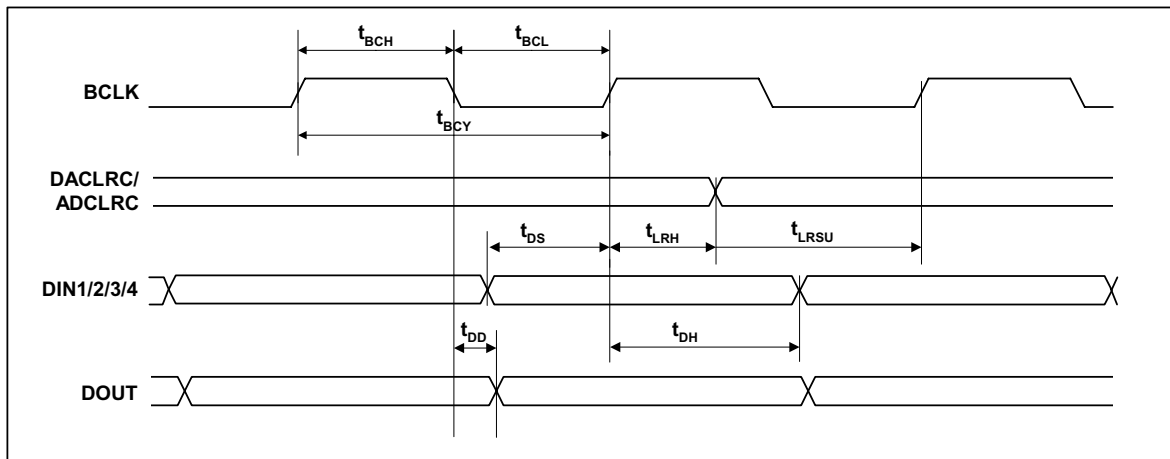 tBCH
tBCL
BCLK
tBCY
DACLRC/
ADCLRC
tDS
tLRH
tLRSU
DIN1/2/3/4
tDD
tDH
DOUT